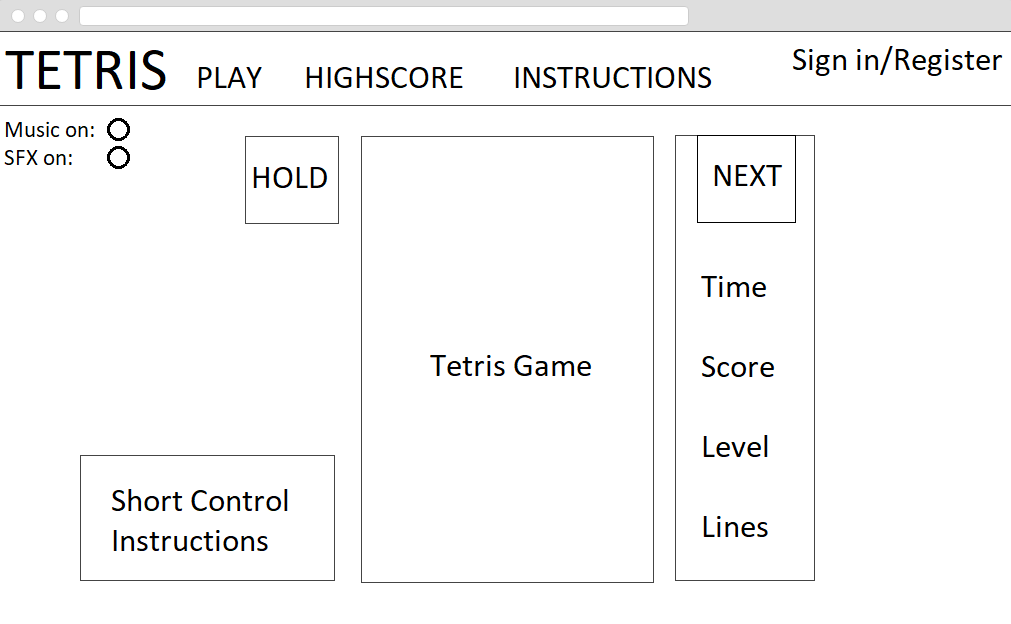 TETRIS PLAY HIGHSCORE INSTRUCTIONS Sign in/Register
Music on:
SFX on:
HOLD
Tetris Game
NEXT
Time
Score
Level
Lines
Short Control
Instructions